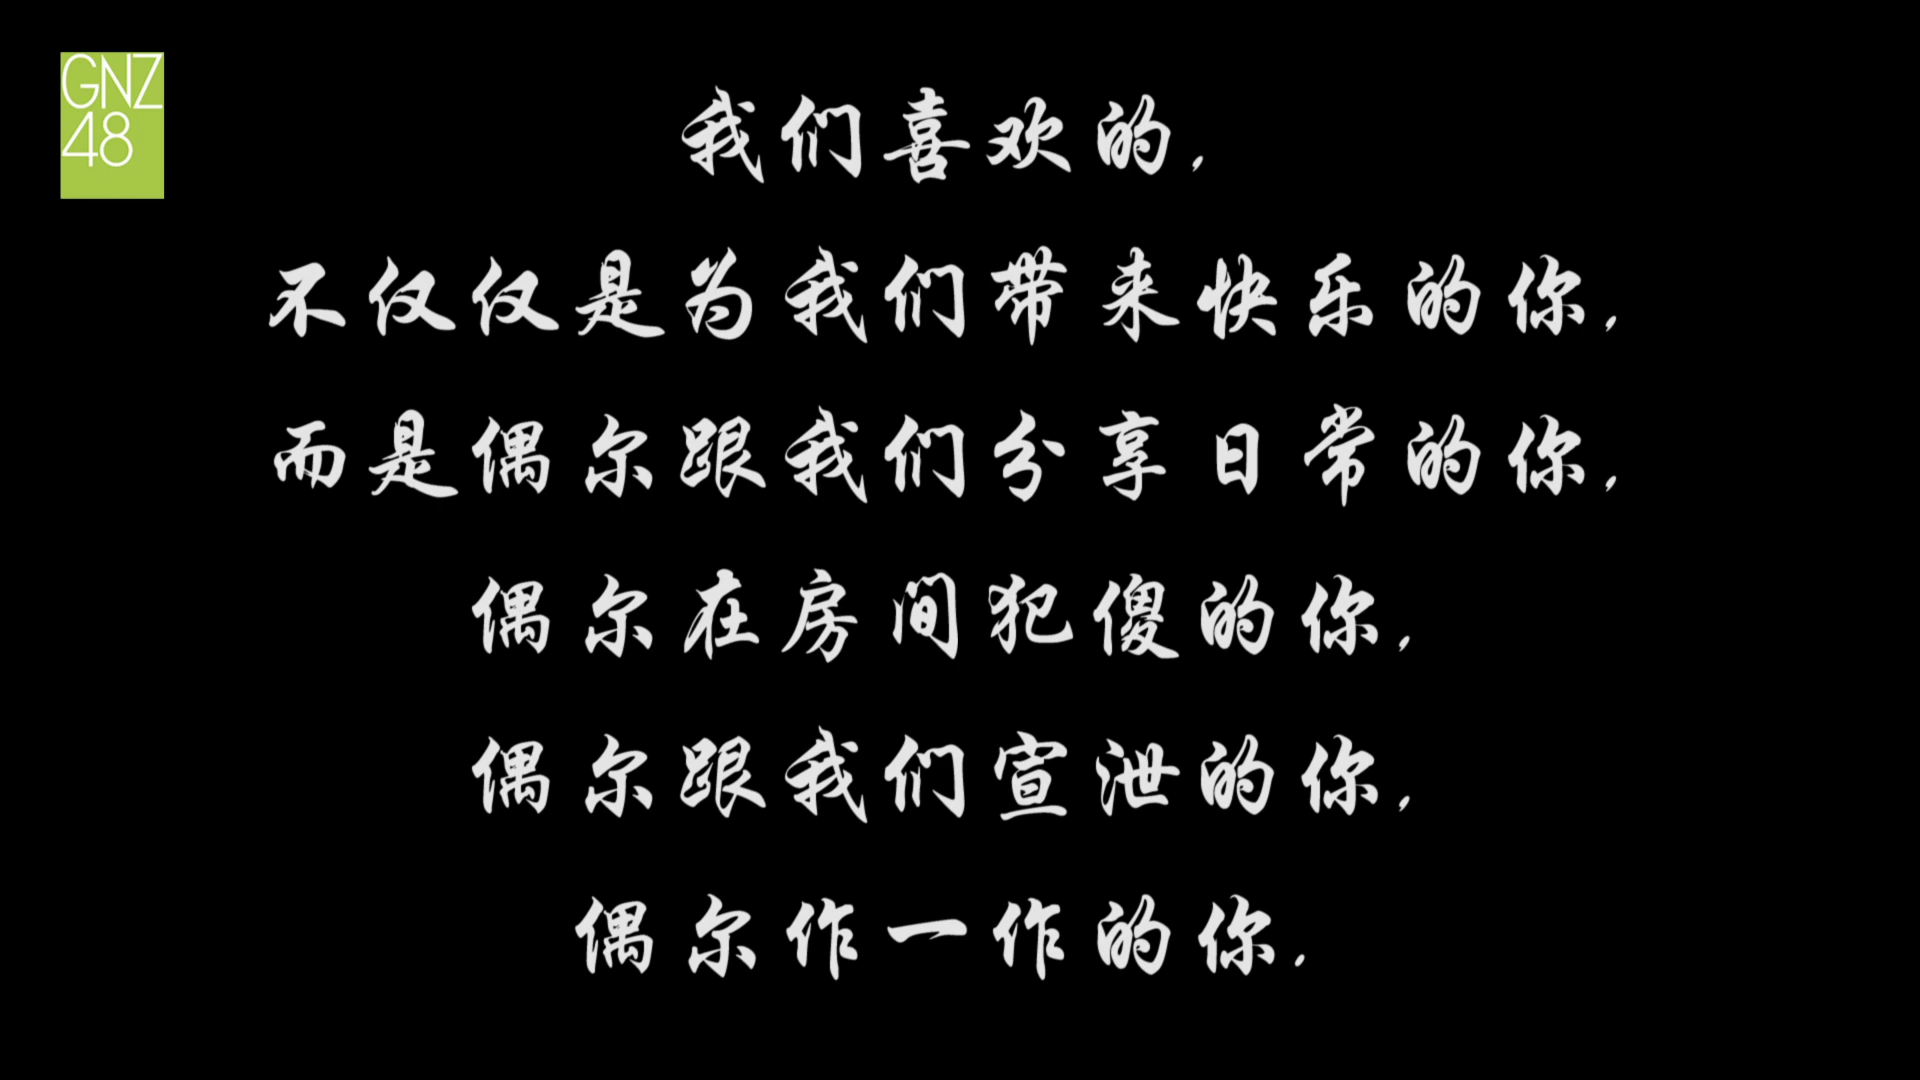 GNZ
48
我们喜欢的，
不仅仅是为我们带来快乐的你，
而是偶尔跟我们分享日常的你，
偶尔在房间犯傻的你，
偶尔跟我们宣泄的你，
偶尔作一作的你，